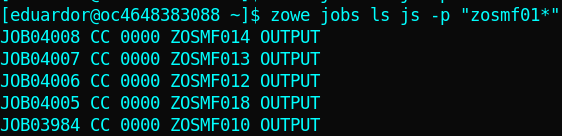 [eduardor@oc4648383088 ~]$ zowe jobs ls js -p "zosmf01*"
JOB04008 CC 0000 ZOSMF014 OUTPUT
JOB04007 CC 0000 ZOSMF013 OUTPUT
JOB04006 CC 0000 ZOSMF012 OUTPUT
JOB04005 CC 0000 ZOSMF018 OUTPUT
JOB03984 CC 0000 ZOSMF010 OUTPUT